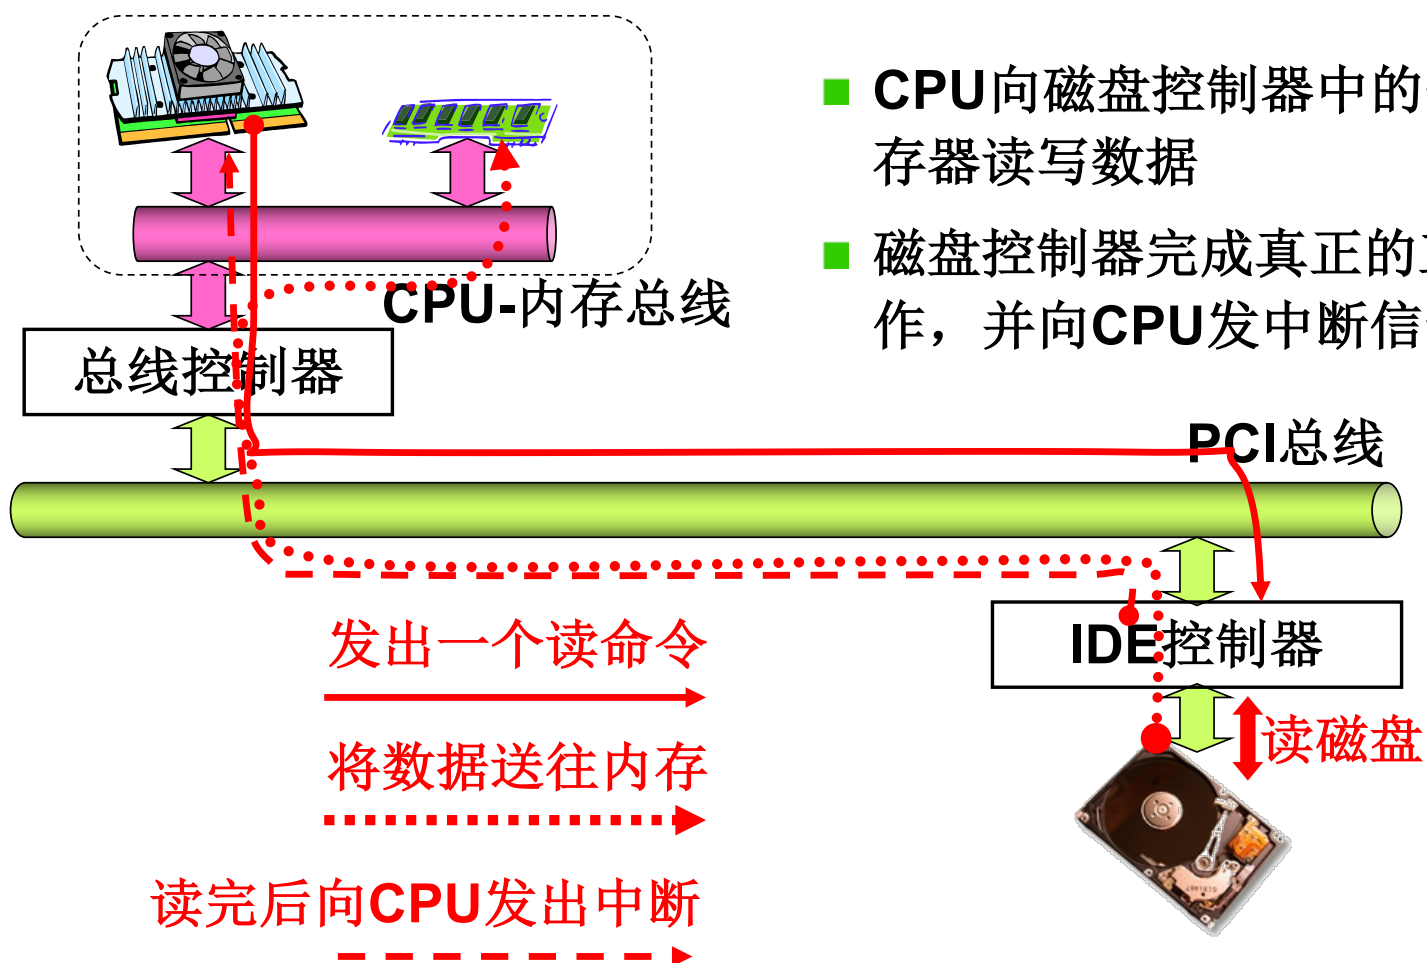 CPU向磁盘控制器中的
存器读写数据
磁盘控制器完成真正的
作，并向CPU发中断信
CPU-内存总线
总线控制器
PCI总线
发出一个读命令
IDE控制器
读磁盘
将数据送往内存
读完后向CPU发出中断